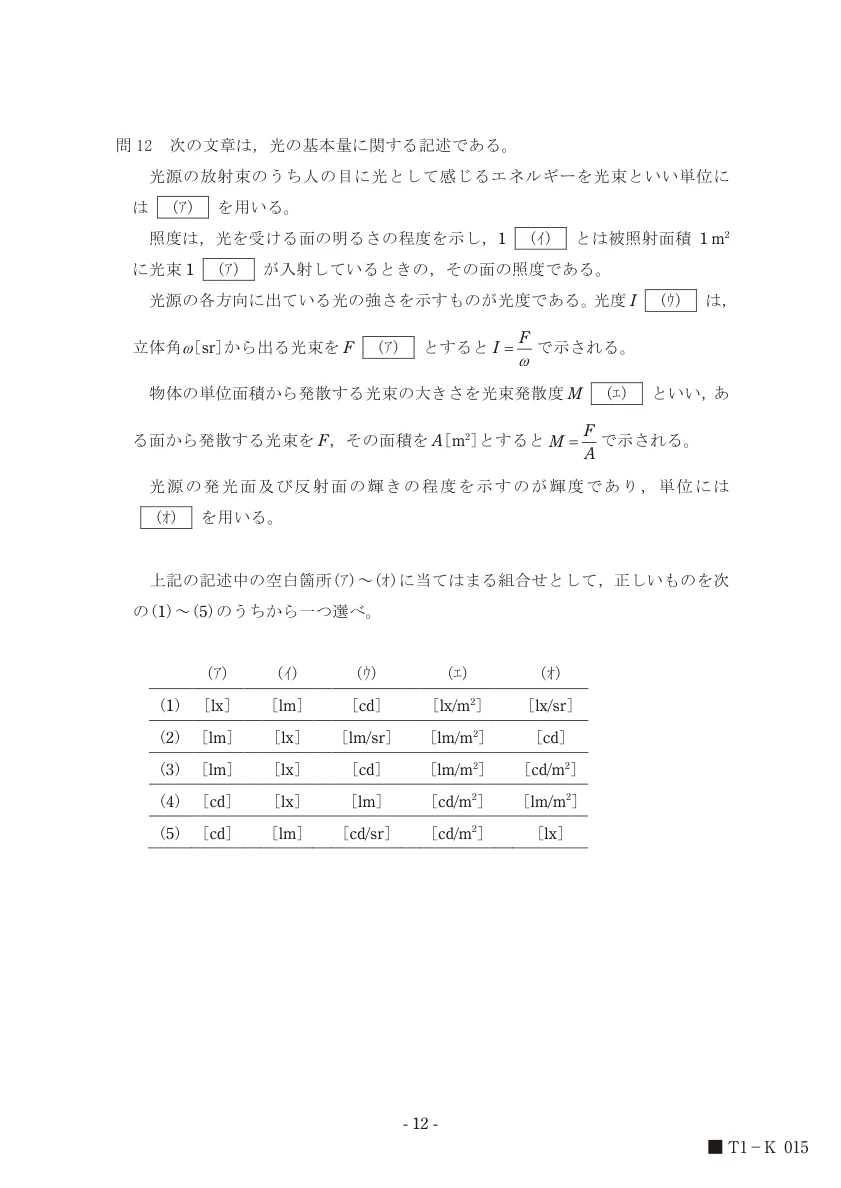 問 12　次の文章は，光の基本量に関する記述である。
光源の放射束のうち人の目に光として感じるエネルギーを光束といい単位に
は (ｱ) を用いる。
照度は，光を受ける面の明るさの程度を示し，1 (ｲ) とは被照射面積 1 m²
に光束 1 (ｱ) が入射しているときの，その面の照度である。
光源の各方向に出ている光の強さを示すものが光度である。光度 I (ｳ) は，
立体角ω[sr]から出る光束を F (ｱ) とすると I = F/ω で示される。
物体の単位面積から発散する光束の大きさを光束発散度 M (ｴ) といい，あ
る面から発散する光束を F，その面積を A[m²]とすると M = F/A で示される。
光源の発光面及び反射面の輝きの程度を示すのが輝度であり，単位には
(ｵ) を用いる。
上記の記述中の空白箇所(ｱ)～(ｵ)に当てはまる組合せとして，正しいものを次
の(1)～(5)のうちから一つ選べ。
(ｱ) (ｲ) (ｳ) (ｴ) (ｵ)
(1) [lx] [lm] [cd] [lx/m²] [lx/sr]
(2) [lm] [lx] [lm/sr] [lm/m²] [cd]
(3) [lm] [lx] [cd] [lm/m²] [cd/m²]
(4) [cd] [lx] [lm] [cd/m²] [lm/m²]
(5) [cd] [lm] [cd/sr] [cd/m²] [lx]
- 12 -
■ T1－K 015